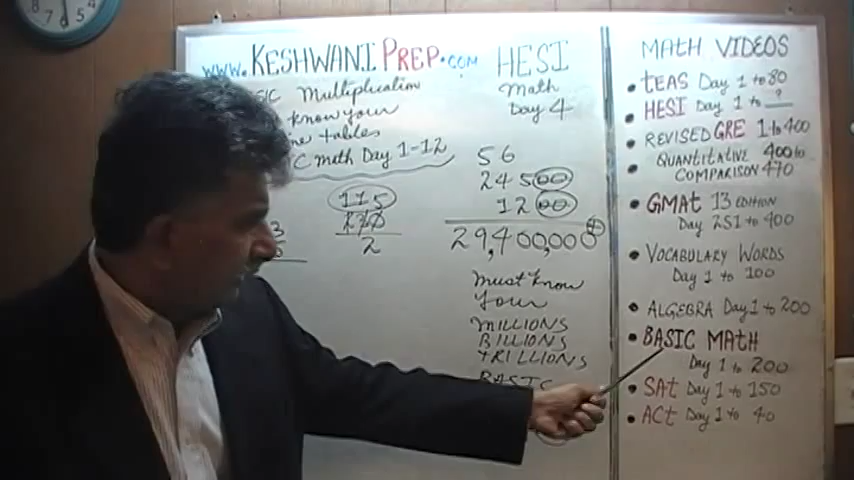 www.KESHWANI PREP.com
Multiplication
know your
tables
math Day 1-12
115
2
HESI
Math
Day 4
56
24500
1200
29,400,000
Must know
your
MILLIONS
BILLIONS
TRILLIONS
BASIC
MATH VIDEOS
• TEAS Day 1 to 80
• HESI Day 1 to ?
• REVISED GRE 1 to 400
• QUANTITATIVE 400 to
COMPARISON 470
• GMAT 13 EDITION
Day 251 to 400
• VOCABULARY WORDS
Day 1 to 100
• ALGEBRA Day 1 to 200
• BASIC MATH
Day 1 to 200
• SAT Day 1 to 150
• ACT Day 1 to 40